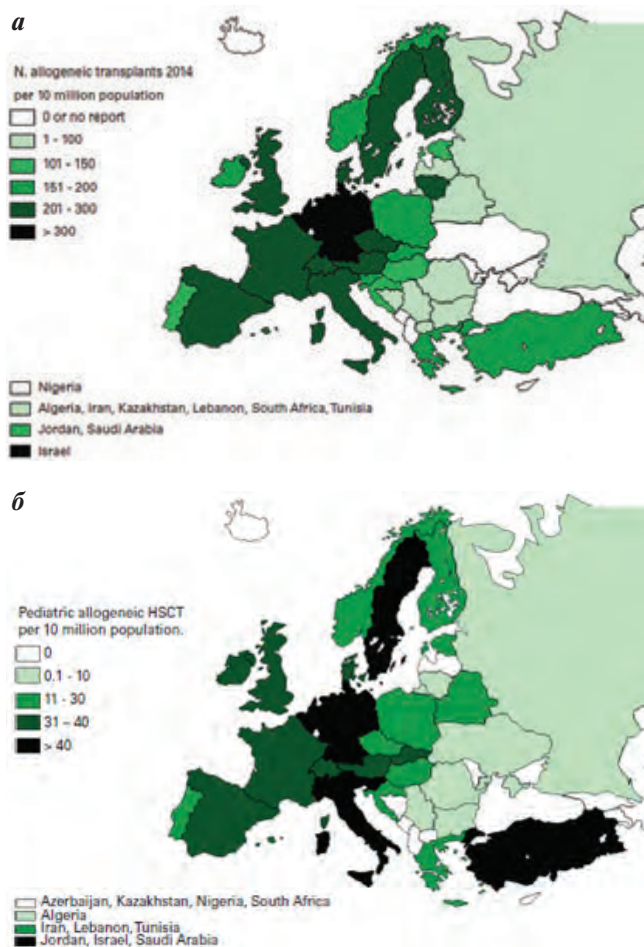 а
N. allogeneic transplants 2014
per 10 million population
0 or no report
1 - 100
101 - 150
151 - 200
201 - 300
> 300
Nigeria
Algeria, Iran, Kazakhstan, Lebanon, South Africa, Tunisia
Jordan, Saudi Arabia
Israel
б
Pediatric allogeneic HSCT
per 10 million population.
0
0.1 - 10
11 - 30
31 – 40
> 40
Azerbaijan, Kazakhstan, Nigeria, South Africa
Algeria
Iran, Lebanon, Tunisia
Jordan, Israel, Saudi Arabia